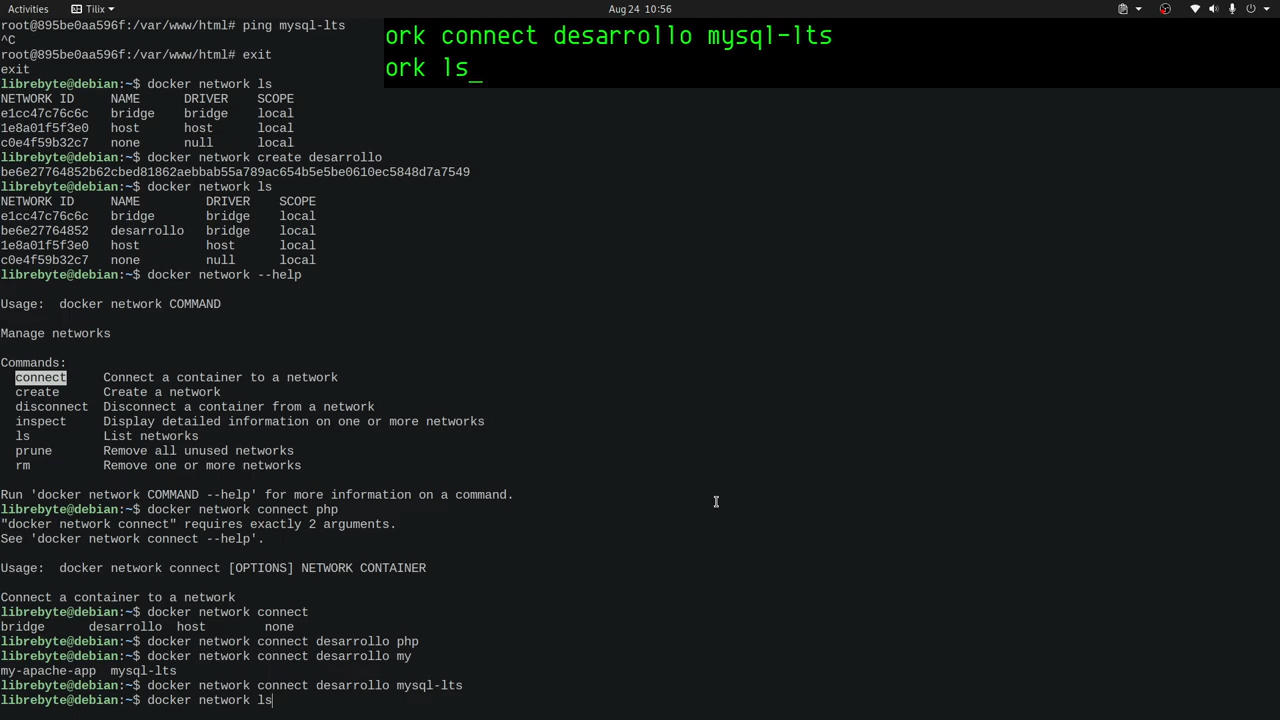 Activities Tilix Aug 24 10:56
root@895be0aa596f:/var/www/html# ping mysql-lts
^C
root@895be0aa596f:/var/www/html# exit
exit
ork connect desarrollo mysql-lts
ork ls_
librebyte@debian:~$ docker network ls
NETWORK ID NAME DRIVER SCOPE
e1cc47c76c6c bridge bridge local
1e8a01f5f3e0 host host local
c0e4f59b32c7 none null local
librebyte@debian:~$ docker network create desarrollo
be6e27764852b62cbed81862aebbab55a789ac654b5e5be0610ec5848d7a7549
librebyte@debian:~$ docker network ls
NETWORK ID NAME DRIVER SCOPE
e1cc47c76c6c bridge bridge local
be6e27764852 desarrollo bridge local
1e8a01f5f3e0 host host local
c0e4f59b32c7 none null local
librebyte@debian:~$ docker network --help
Usage: docker network COMMAND
Manage networks
Commands:
connect Connect a container to a network
create Create a network
disconnect Disconnect a container from a network
inspect Display detailed information on one or more networks
ls List networks
prune Remove all unused networks
rm Remove one or more networks
Run 'docker network COMMAND --help' for more information on a command.
librebyte@debian:~$ docker network connect php
"docker network connect" requires exactly 2 arguments.
See 'docker network connect --help'.
Usage: docker network connect [OPTIONS] NETWORK CONTAINER
Connect a container to a network
librebyte@debian:~$ docker network connect
bridge desarrollo host none
librebyte@debian:~$ docker network connect desarrollo php
librebyte@debian:~$ docker network connect desarrollo my
my-apache-app mysql-lts
librebyte@debian:~$ docker network connect desarrollo mysql-lts
librebyte@debian:~$ docker network ls